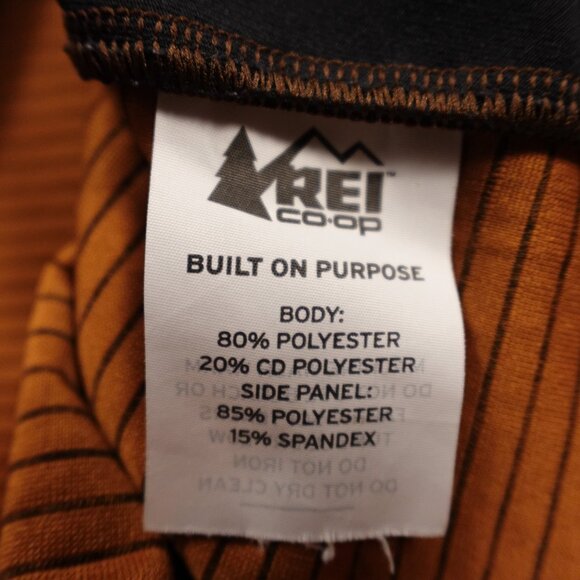 REI™
CO·OP
BUILT ON PURPOSE
BODY:
80% POLYESTER
20% CD POLYESTER
SIDE PANEL:
85% POLYESTER
15% SPANDEX
DO NOT IRON
DO NOT DRY CLEAN